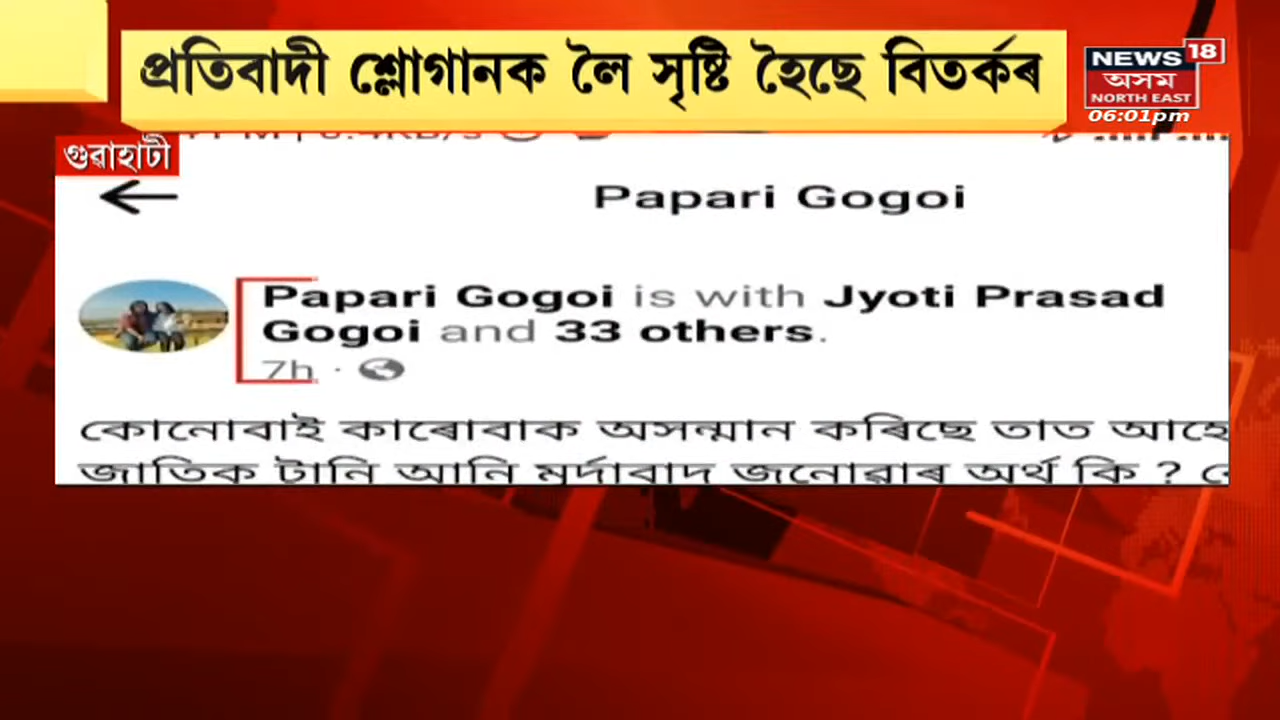 প্ৰতিবাদী শ্লোগানক লৈ সৃষ্টি হৈছে বিতৰ্কৰ
NEWS 18
অসম
NORTH EAST
06:01pm
গুৱাহাটী
Papari Gogoi
Papari Gogoi is with Jyoti Prasad
Gogoi and 33 others.
7h ·
কোনোবাই কাৰোবাক অসন্মান কৰিছে তাত আহে
জাতিক টানি আনি মৰ্দাবাদ জনোৱাৰ অৰ্থ কি ?